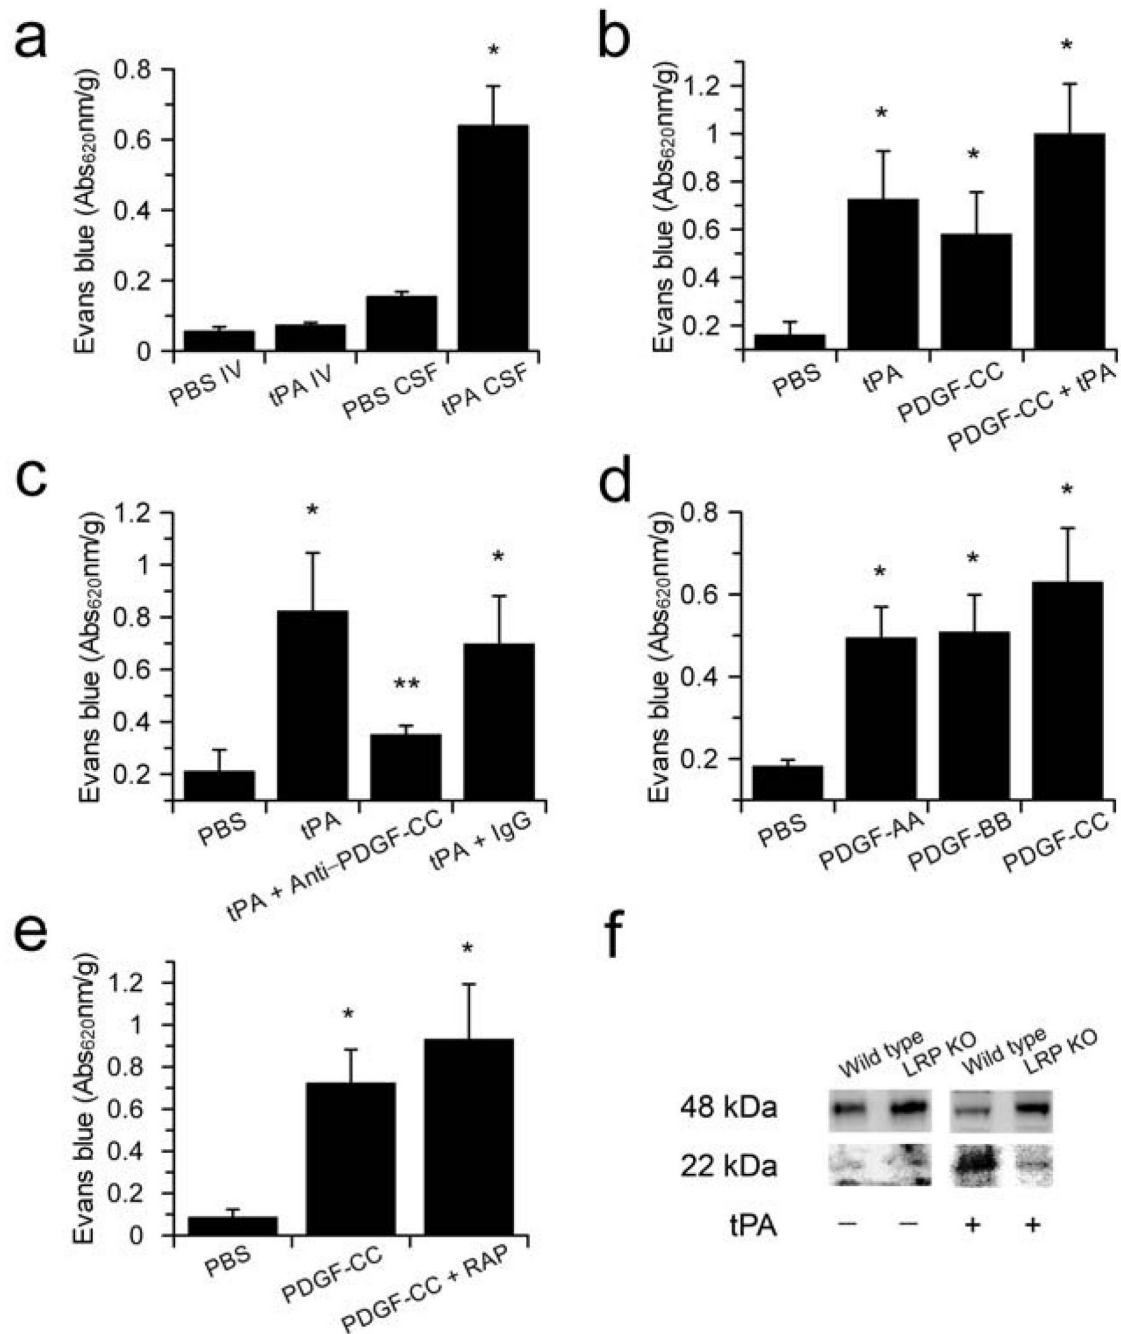 a
Evans blue (Abs620nm/g)
0.8
0.6
0.4
0.2
0
*
PBS IV
tPA IV
PBS CSF
tPA CSF
b
Evans blue (Abs620nm/g)
1.2
1
0.8
0.6
0.4
0.2
*
*
*
PBS
tPA
PDGF-CC
PDGF-CC + tPA
c
Evans blue (Abs620nm/g)
1.2
1
0.8
0.6
0.4
0.2
*
**
*
PBS
tPA
tPA + Anti–PDGF-CC
tPA + IgG
d
Evans blue (Abs620nm/g)
0.8
0.6
0.4
0.2
*
*
*
PBS
PDGF-AA
PDGF-BB
PDGF-CC
e
Evans blue (Abs620nm/g)
1.2
1
0.8
0.6
0.4
0.2
0
*
*
PBS
PDGF-CC
PDGF-CC + RAP
f
Wild type
LRP KO
Wild type
LRP KO
48 kDa
22 kDa
tPA − − + +